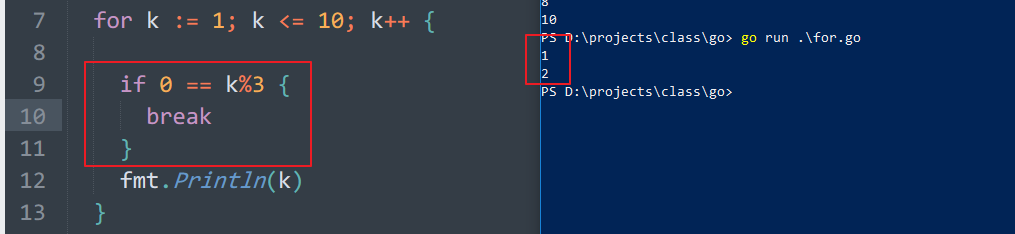 7 for k := 1; k <= 10; k++ {
8
9 if 0 == k%3 {
10 break
11 }
12 fmt.Println(k)
13 }
8
10
PS D:\projects\class\go> go run .\for.go
1
2
PS D:\projects\class\go>